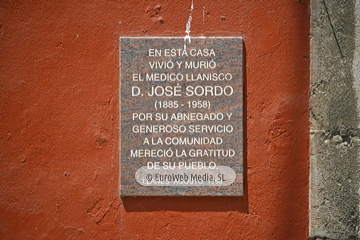 EN ESTA CASA
VIVIÓ Y MURIÓ
EL MEDICO LLANISCO
D. JOSÉ SORDO
(1885 - 1958)
POR SU ABNEGADO Y
GENEROSO SERVICIO
A LA COMUNIDAD
MERECIÓ LA GRATITUD
DE SU PUEBLO.
© EuroWeb Media, SL